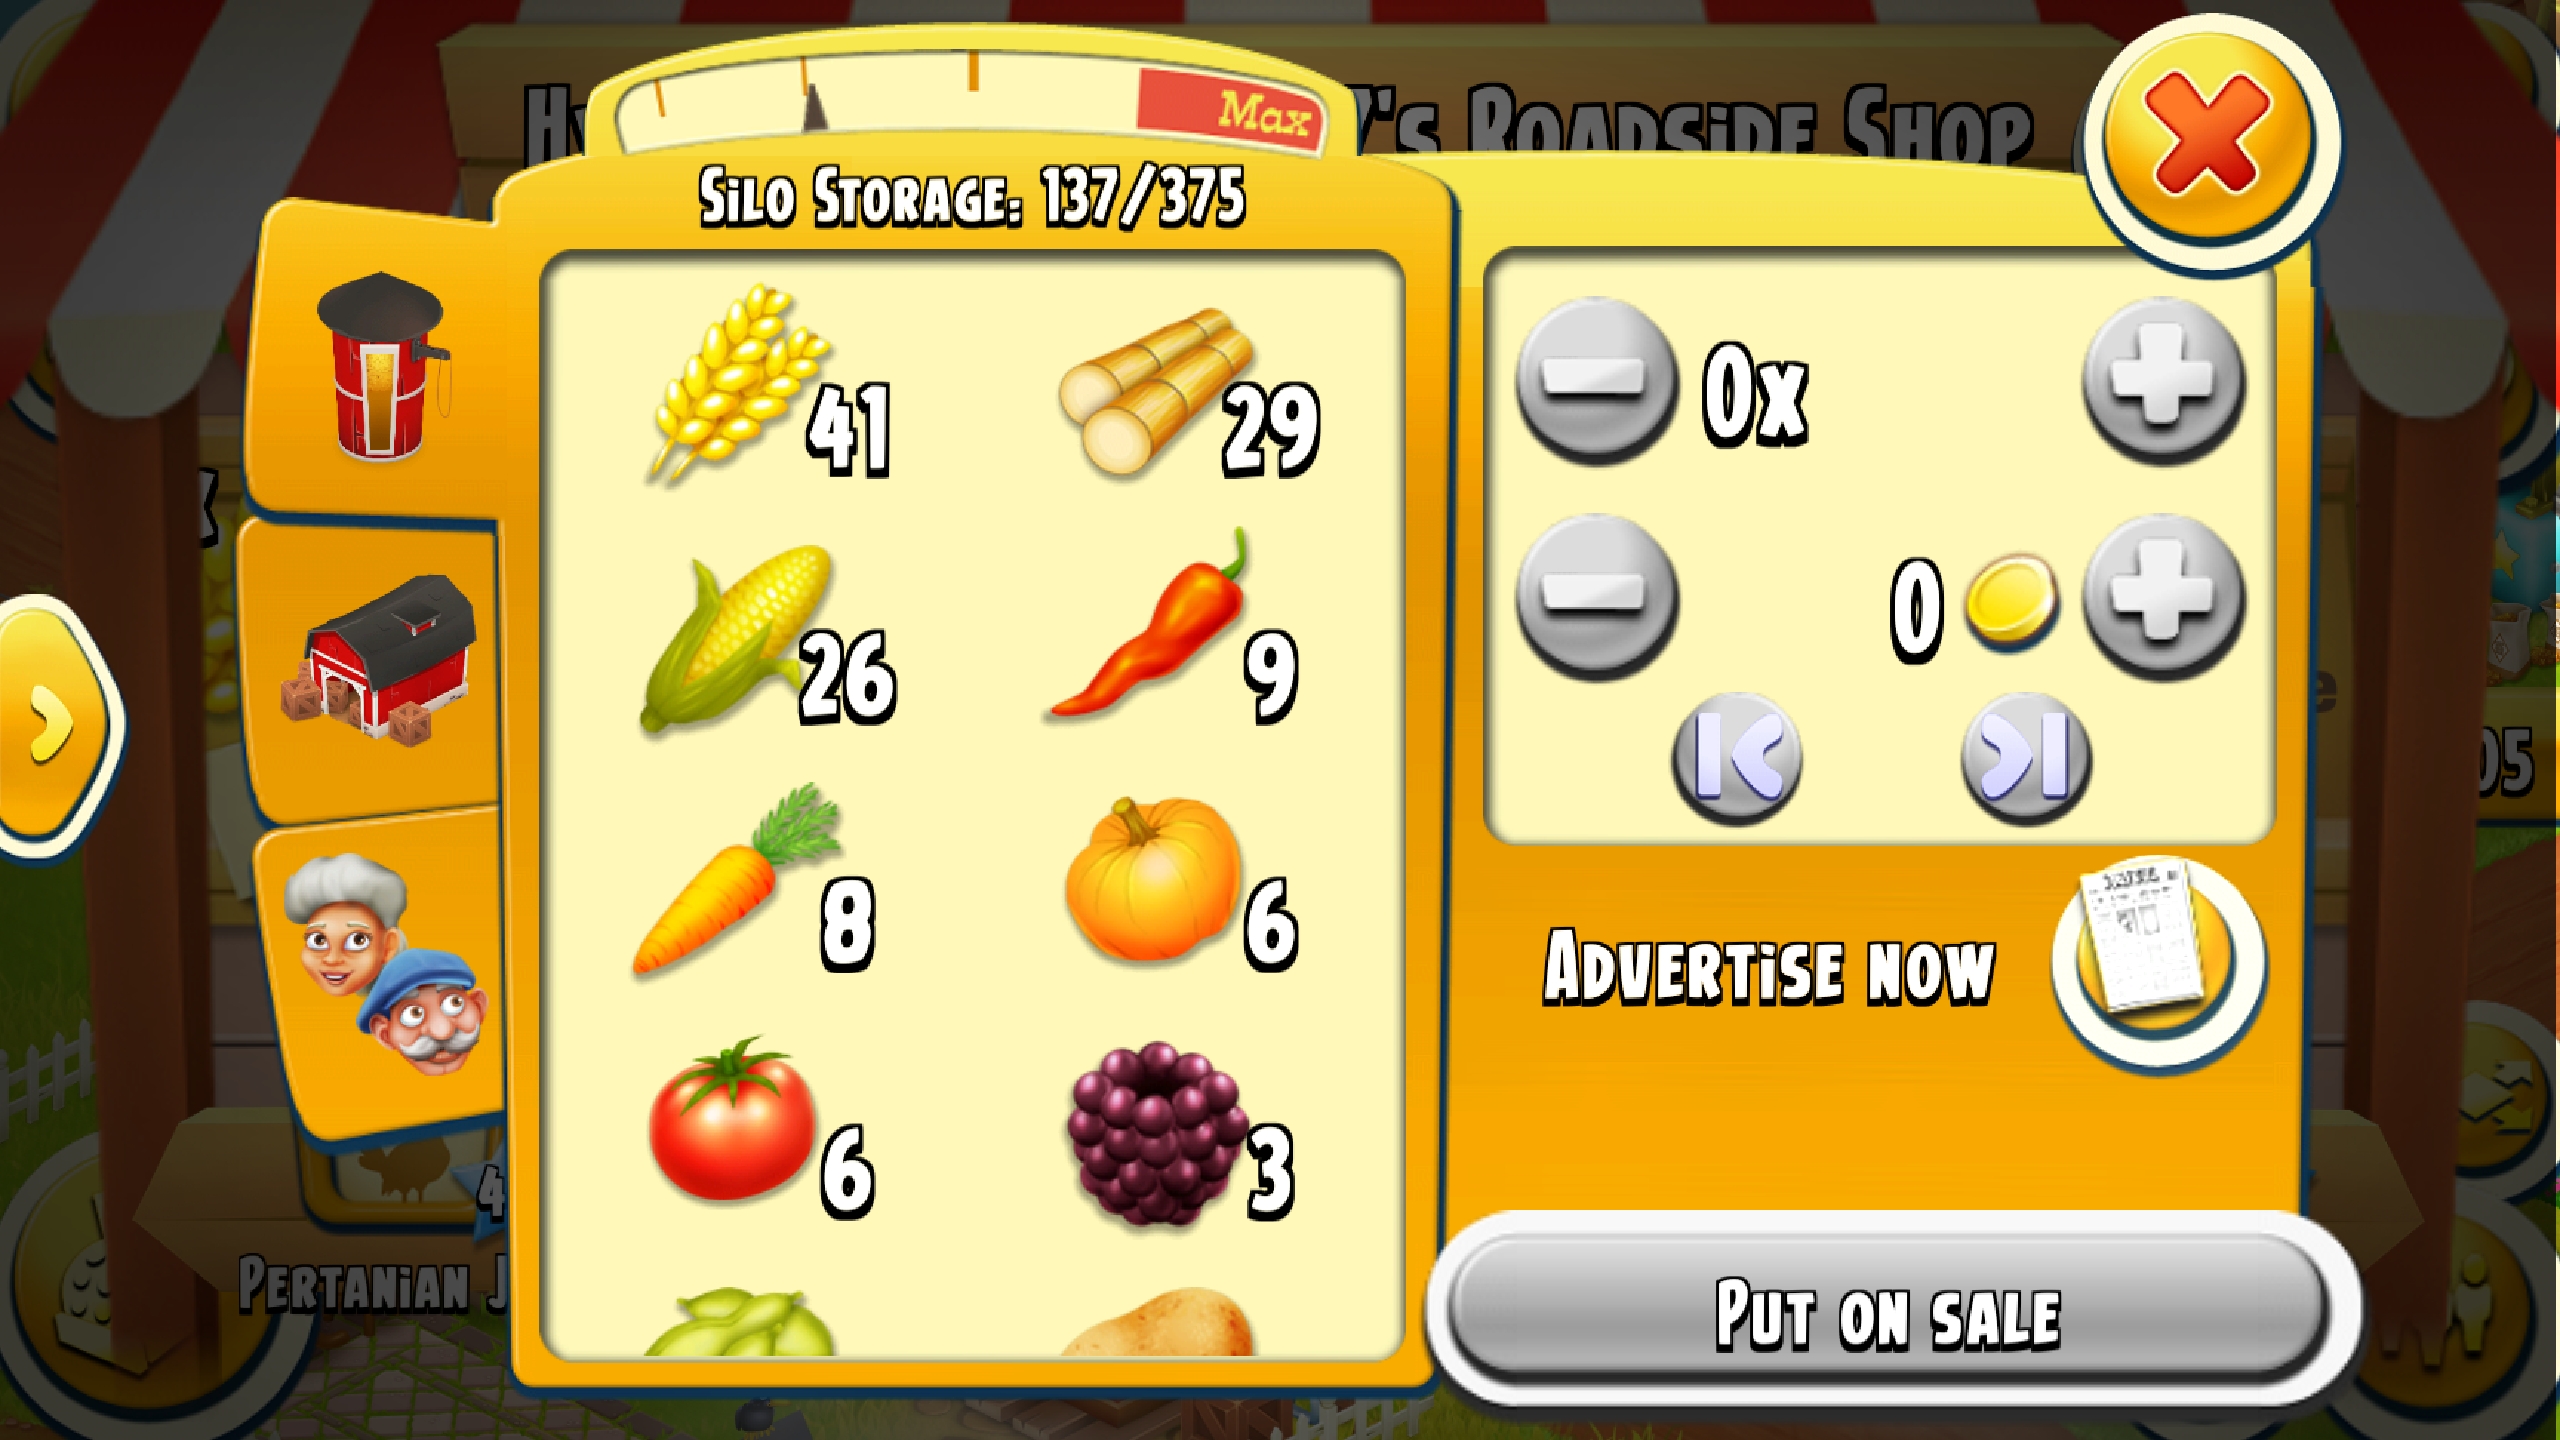 's Roadside Shop
Max
Silo Storage: 137/375
41
29
0x
26
9
0
8
6
Advertise now
6
3
Put on sale
Pertanian